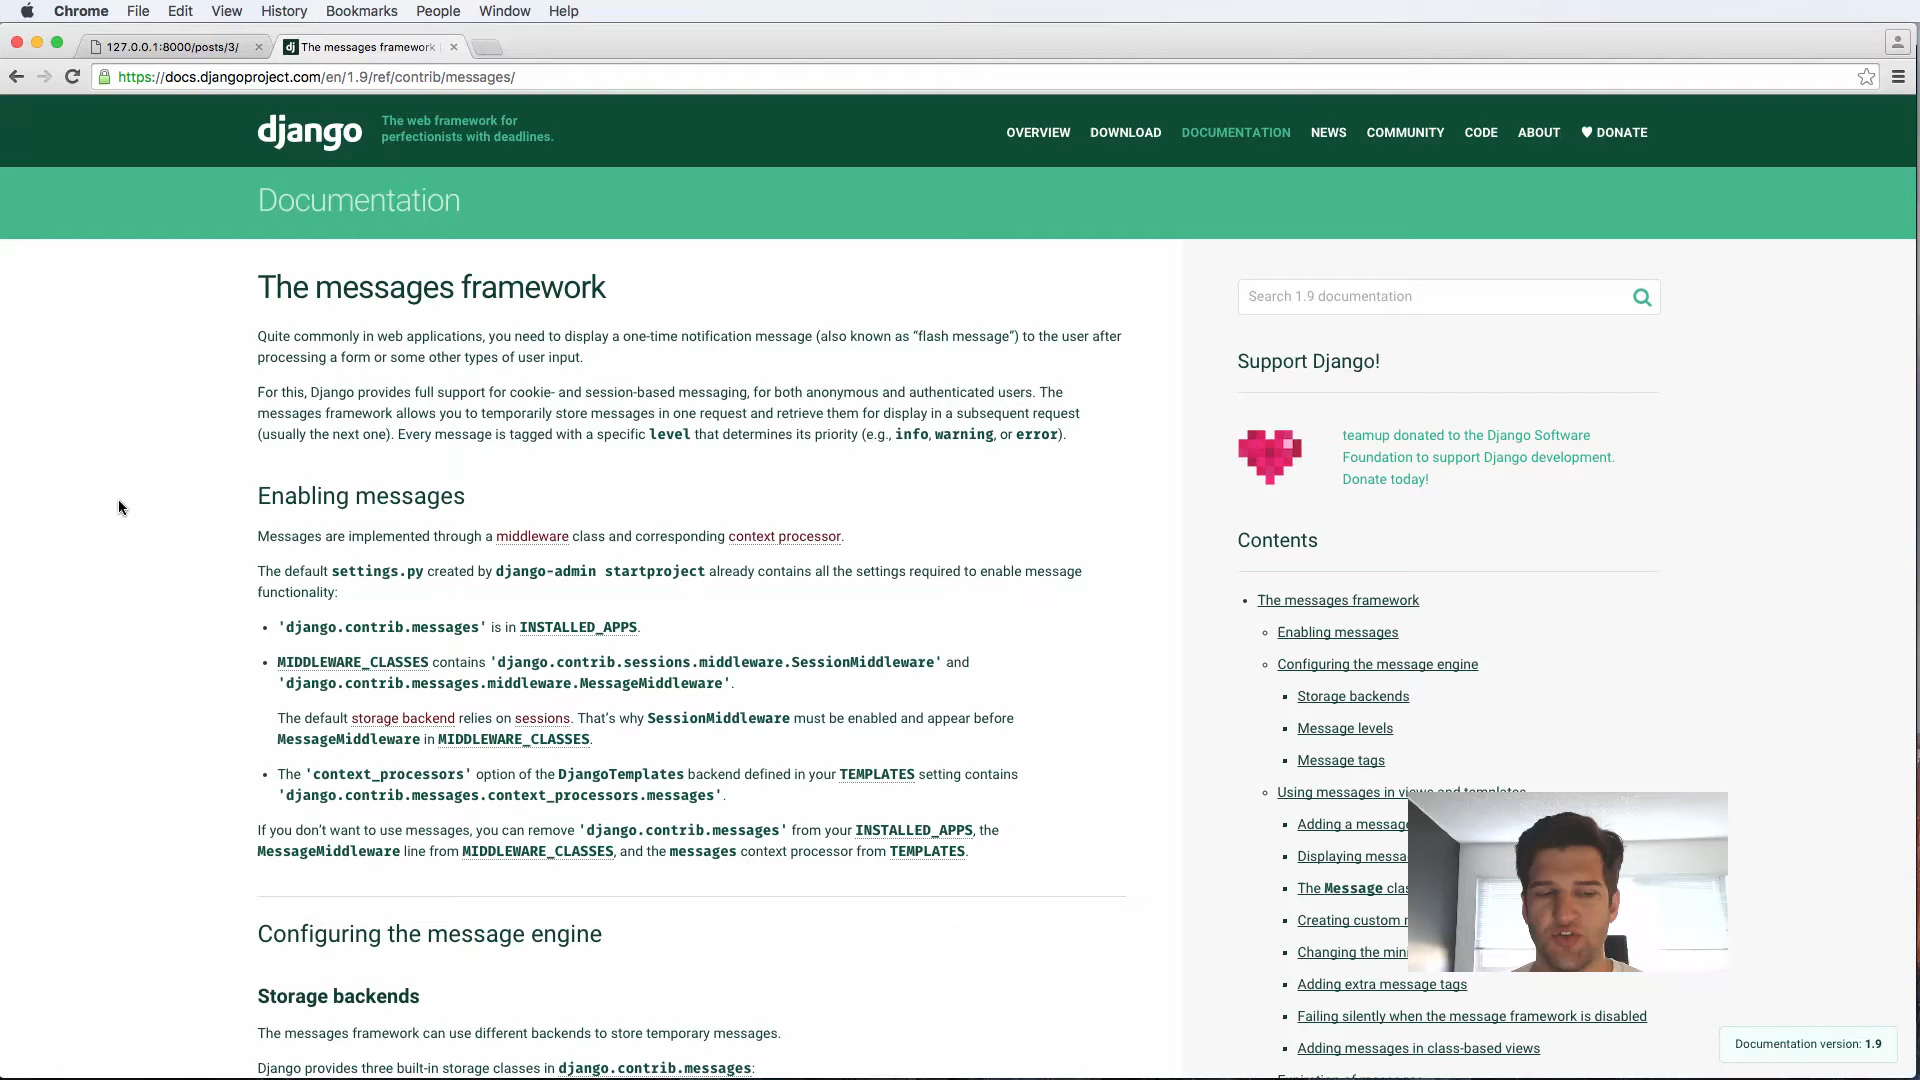 Chrome File Edit View History Bookmarks People Window Help
127.0.0.1:8000/posts/3/
The messages framework
https://docs.djangoproject.com/en/1.9/ref/contrib/messages/
django
The web framework for
perfectionists with deadlines.
OVERVIEW DOWNLOAD DOCUMENTATION NEWS COMMUNITY CODE ABOUT DONATE
Documentation
The messages framework
Quite commonly in web applications, you need to display a one-time notification message (also known as “flash message”) to the user after
processing a form or some other types of user input.
For this, Django provides full support for cookie- and session-based messaging, for both anonymous and authenticated users. The
messages framework allows you to temporarily store messages in one request and retrieve them for display in a subsequent request
(usually the next one). Every message is tagged with a specific level that determines its priority (e.g., info, warning, or error).
Enabling messages
Messages are implemented through a middleware class and corresponding context processor.
The default settings.py created by django-admin startproject already contains all the settings required to enable message
functionality:
• 'django.contrib.messages' is in INSTALLED_APPS.
• MIDDLEWARE_CLASSES contains 'django.contrib.sessions.middleware.SessionMiddleware' and
'django.contrib.messages.middleware.MessageMiddleware'.
The default storage backend relies on sessions. That’s why SessionMiddleware must be enabled and appear before
MessageMiddleware in MIDDLEWARE_CLASSES.
• The 'context_processors' option of the DjangoTemplates backend defined in your TEMPLATES setting contains
'django.contrib.messages.context_processors.messages'.
If you don’t want to use messages, you can remove 'django.contrib.messages' from your INSTALLED_APPS, the
MessageMiddleware line from MIDDLEWARE_CLASSES, and the messages context processor from TEMPLATES.
Configuring the message engine
Storage backends
The messages framework can use different backends to store temporary messages.
Django provides three built-in storage classes in django.contrib.messages:
Search 1.9 documentation
Support Django!
teamup donated to the Django Software
Foundation to support Django development.
Donate today!
Contents
The messages framework
Enabling messages
Configuring the message engine
Storage backends
Message levels
Message tags
Using messages in views and templates
Adding a message
Displaying
The Message
Creating custom
Changing the
Adding extra message tags
Failing silently when the message framework is disabled
Adding messages in class-based views
Documentation version: 1.9